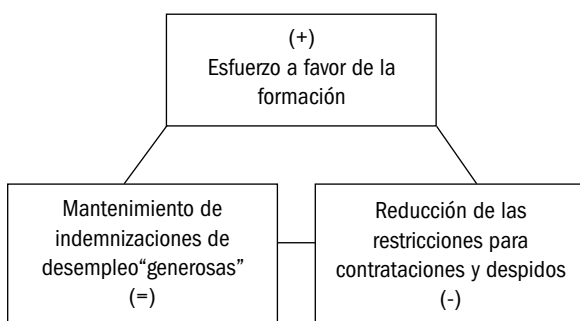 (+)
Esfuerzo a favor de la
formación
Mantenimiento de
indemnizaciones de
desempleo“generosas”
(=)
Reducción de las
restricciones para
contrataciones y despidos
(-)